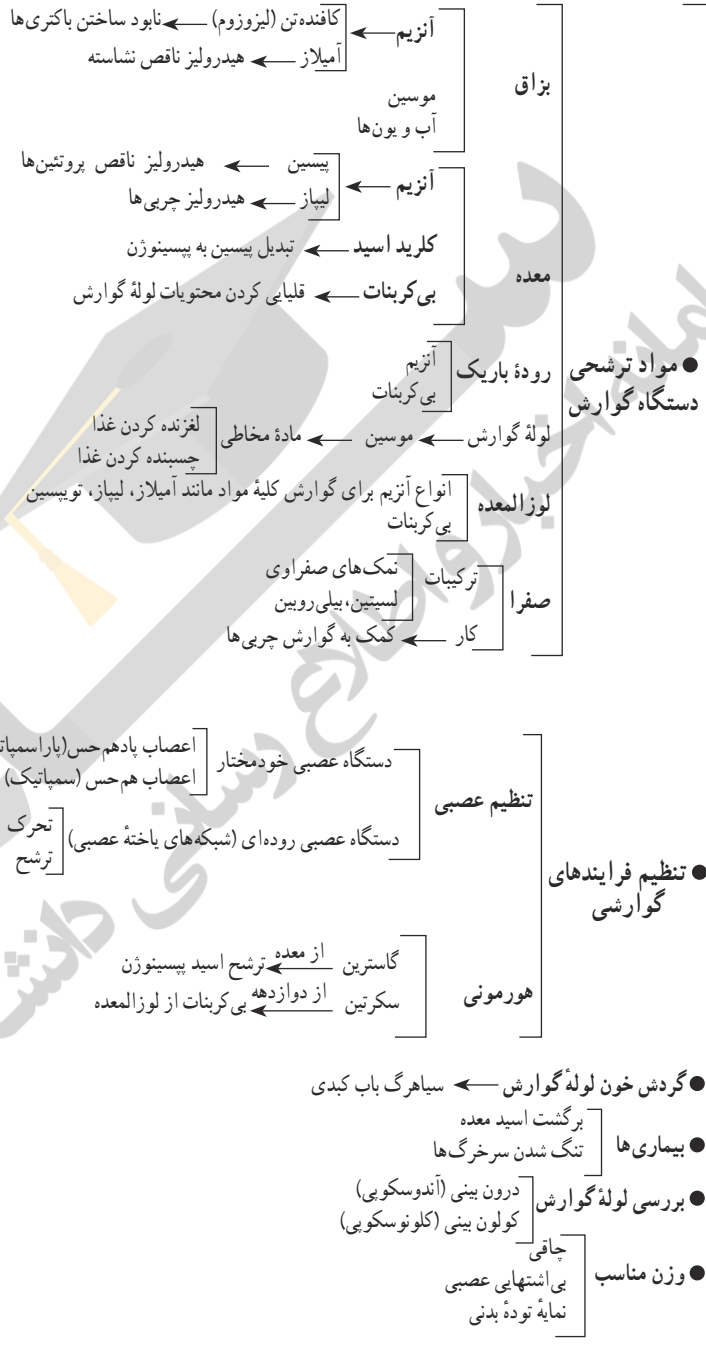 ● مواد ترشحی دستگاه گوارش
بزاق
آنزیم
کافنده‌تن (لیزوزوم) ← نابود ساختن باکتری‌ها
آمیلاز ← هیدرولیز ناقص نشاسته
موسین
آب و یون‌ها
معده
آنزیم ←
پیسین ← هیدرولیز ناقص پروتئین‌ها
لیپاز ← هیدرولیز چربی‌ها
کلرید اسید ← تبدیل پیسین به پپسینوژن
بی‌کربنات ← قلیایی کردن محتویات لولهٔ گوارش
رودهٔ باریک
آنزیم
بی‌کربنات
لولهٔ گوارش ← موسین ← مادهٔ مخاطی
لغزنده کردن غذا
چسبنده کردن غذا
لوزالمعده
انواع آنزیم برای گوارش کلیهٔ مواد مانند آمیلاز، لیپاز، توپپسین
بی‌کربنات
صفرا
ترکیبات
نمک‌های صفراوی
لسیتین،بیلی‌روبین
کار ← کمک به گوارش چربی‌ها
● تنظیم فرایندهای گوارشی
تنظیم عصبی
دستگاه عصبی خودمختار
اعصاب پادهم‌حس(پاراسمپات
اعصاب هم‌حس (سمپاتیک)
دستگاه عصبی روده‌ای (شبکه‌های یاختهٔ عصبی)
تحرک
ترشح
هورمونی
گاسترین از معده ← ترشح اسید پپسینوژن
سکرتین از دوازدهه ← بی‌کربنات از لوزالمعده
● گردش خون لولهٔ گوارش ← سیاهرگ باب کبدی
● بیماری‌ها
برگشت اسید معده
تنگ شدن سرخرگ‌ها
● بررسی لولهٔ گوارش
درون بینی (آندوسکوپی)
کولون بینی (کلونوسکوپی)
● وزن مناسب
چاقی
بی‌اشتهایی عصبی
نمایهٔ تودهٔ بدنی